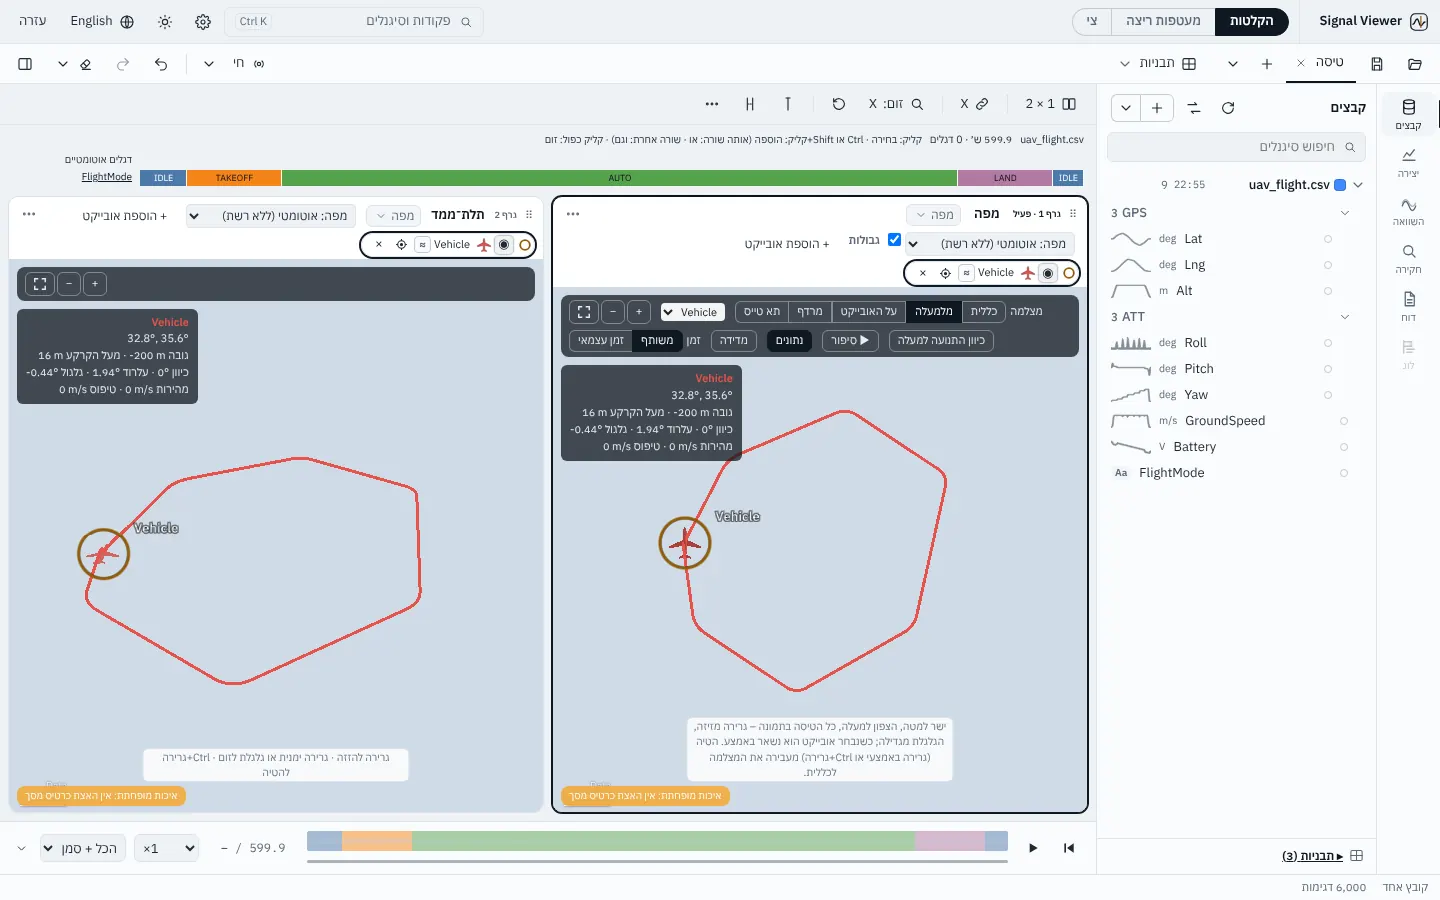 Signal Viewer
הקלטות
מעטפות ריצה
צי
פקודות וסיגנלים
Ctrl K
English
עזרה
טיסה
תבניות
חי
קבצים
יצירה
השוואה
חקירה
דוח
לוג
קבצים
חיפוש סיגנלים
uav_flight.csv
22:55 9
3 GPS
deg Lat
deg Lng
m Alt
3 ATT
deg Roll
deg Pitch
deg Yaw
m/s GroundSpeed
V Battery
Aa FlightMode
תבניות (3)
1 × 2
X
זום: X
uav_flight.csv 599.9 ש׳ · 0 דגלים קליק: בחירה · Ctrl או Shift+קליק: הוספה (אותה שורה: או · שורה אחרת: וגם) · קליק כפול: זום
דגלים אוטומטיים
FlightMode
IDLE TAKEOFF AUTO LAND IDLE
גרף 1 · פעיל מפה
מפה
מפה: אוטומטי (ללא רשת)
גבולות
+ הוספת אובייקט
Vehicle
מצלמה כללית מלמעלה על האובייקט מרדף תא טייס Vehicle
כיוון התנועה למעלה סיפור נתונים מדידה זמן משותף זמן עצמאי
Vehicle
32.8°, 35.6°
גובה ‎-200 m · מעל הקרקע 16 m
כיוון 0° · עלרוד 1.94° · גלגול ‎-0.44°
מהירות 0 m/s · טיפוס 0 m/s
Vehicle
ישר למטה, הצפון למעלה, כל הטיסה בתמונה – גרירה מזיזה,
הגלגלת מגדילה; כשנבחר אובייקט הוא נשאר באמצע. הטיה
(גרירה באמצעי או Ctrl+גרירה) מעבירה את המצלמה
לכללית.
איכות מופחתת: אין האצת כרטיס מסך
גרף 2 תלת־ממד
מפה
מפה: אוטומטי (ללא רשת)
+ הוספת אובייקט
Vehicle
Vehicle
32.8°, 35.6°
גובה ‎-200 m · מעל הקרקע 16 m
כיוון 0° · עלרוד 1.94° · גלגול ‎-0.44°
מהירות 0 m/s · טיפוס 0 m/s
Vehicle
גרירה להזזה · גרירה ימנית או גלגלת לזום · Ctrl+גרירה
להטיה
איכות מופחתת: אין האצת כרטיס מסך
– / 599.9
×1
הכל + סמן
קובץ אחד
6,000 דגימות